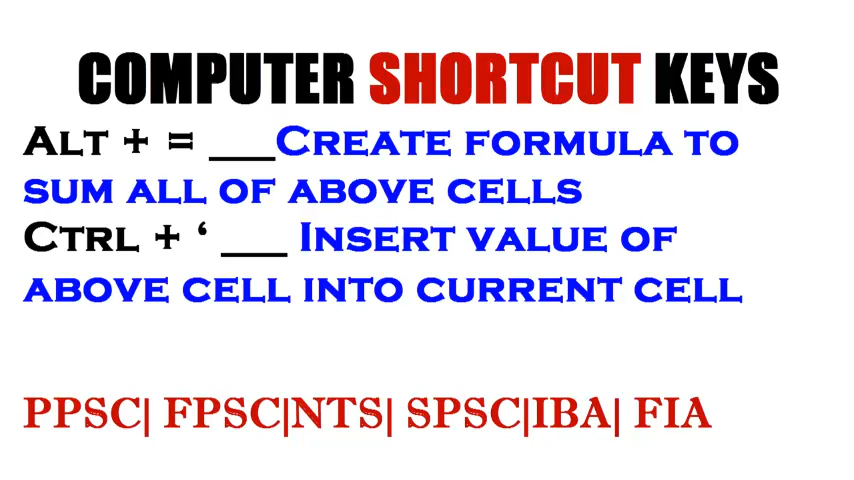 COMPUTER SHORTCUT KEYS
Alt + = ___Create formula to
sum all of above cells
Ctrl + ‘ ___ Insert value of
above cell into current cell
PPSC| FPSC|NTS| SPSC|IBA| FIA